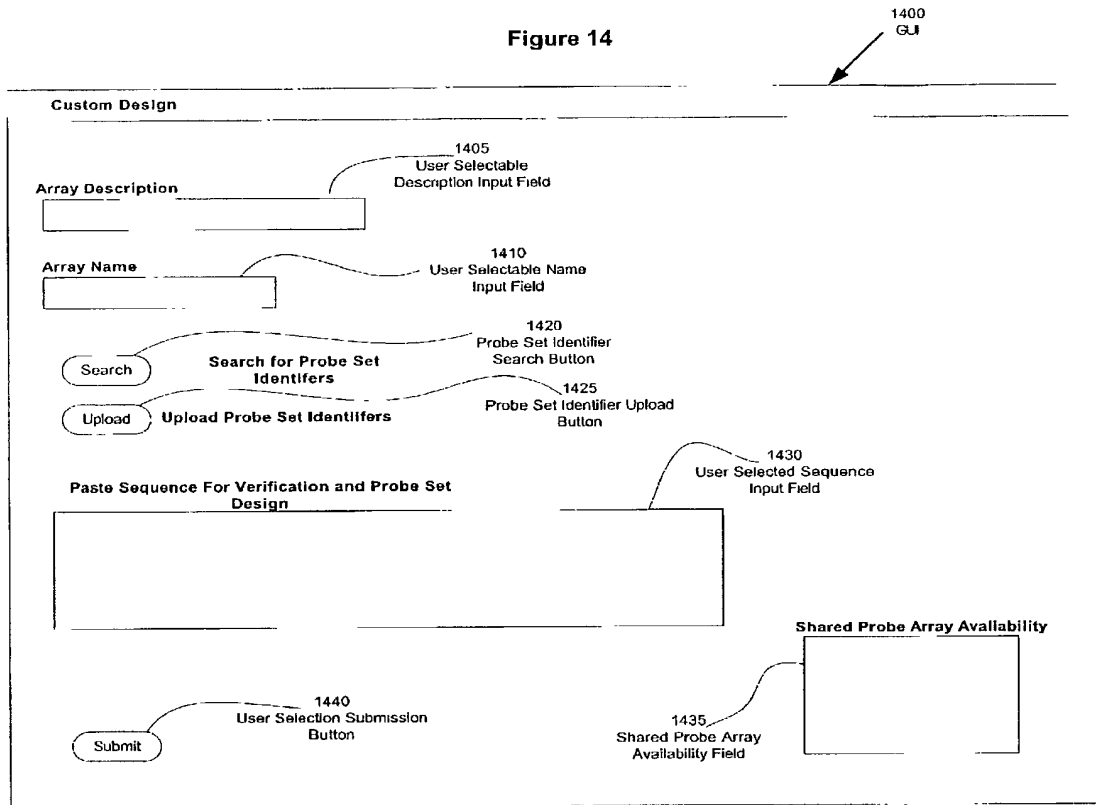 Figure 14
1400
GUI
Custom Design
1405
User Selectable
Description Input Field
Array Description
1410
User Selectable Name
Input Field
Array Name
1420
Probe Set Identifier
Search Button
Search
Search for Probe Set
Identifers
1425
Probe Set Identifier Upload
Button
Upload
Upload Probe Set Identiifers
1430
User Selected Sequence
Input Field
Paste Sequence For Verification and Probe Set
Design
Shared Probe Array Availability
1440
User Selection Submission
Button
Submit
1435
Shared Probe Array
Availability Field